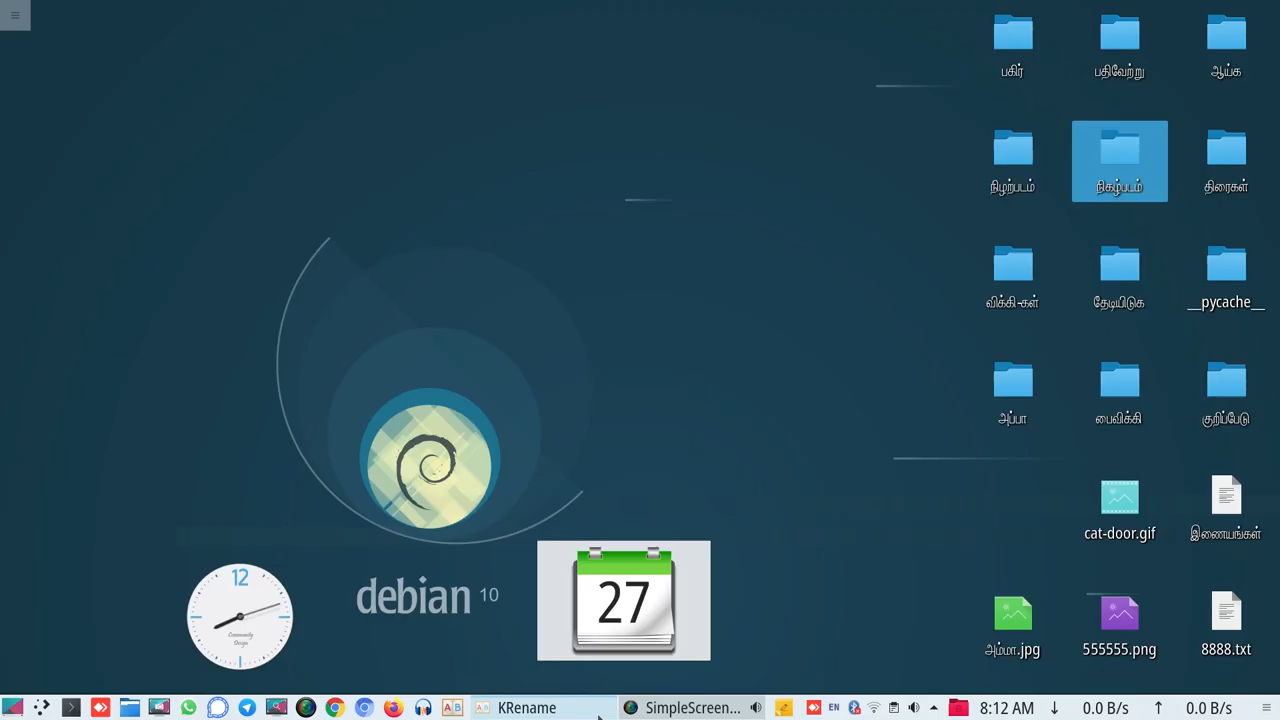 பகிர்
பதிவேற்று
ஆய்க
நிழற்படம்
நிகழ்படம்
திரைகள்
விக்கி-கள்
தேடியிடுக
__pycache__
அப்பா
பைவிக்கி
குறிப்பேடு
cat-door.gif
இணையங்கள்
அம்மா.jpg
555555.png
8888.txt
12
debian 10
27
KRename
SimpleScreen...
EN
8:12 AM
0.0 B/s
0.0 B/s